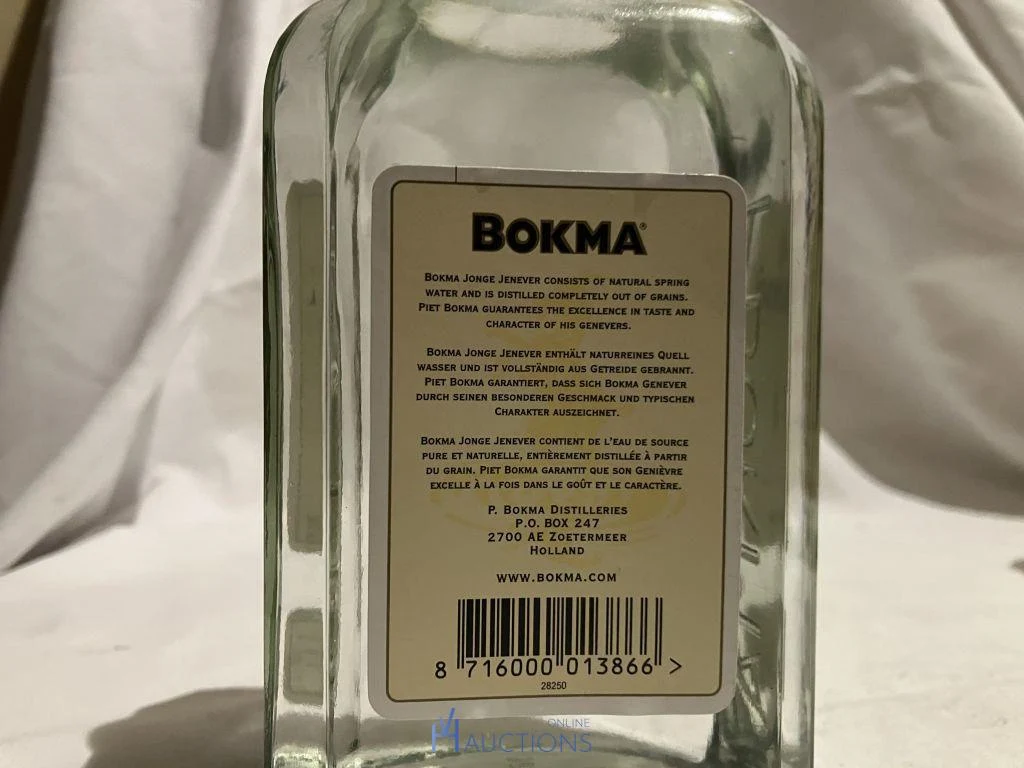 BOKMA®
BOKMA JONGE JENEVER CONSISTS OF NATURAL SPRING
WATER AND IS DISTILLED COMPLETELY OUT OF GRAINS.
PIET BOKMA GUARANTEES THE EXCELLENCE IN TASTE AND
CHARACTER OF HIS GENEVERS.
BOKMA JONGE JENEVER ENTHÄLT NATURREINES QUELL
WASSER UND IST VOLLSTÄNDIG AUS GETREIDE GEBRANNT.
PIET BOKMA GARANTIERT, DASS SICH BOKMA GENEVER
DURCH SEINEN BESONDEREN GESCHMACK UND TYPISCHEN
CHARAKTER AUSZEICHNET.
BOKMA JONGE JENEVER CONTIENT DE L'EAU DE SOURCE
PURE ET NATURELLE, ENTIÈREMENT DISTILLÉE À PARTIR
DU GRAIN. PIET BOKMA GARANTIT QUE SON GENIÈVRE
EXCELLE À LA FOIS DANS LE GOÛT ET LE CARACTÈRE.
P. BOKMA DISTILLERIES
P.O. BOX 247
2700 AE ZOETERMEER
HOLLAND
WWW.BOKMA.COM
8 716000 013866 >
28250
ONLINE
AUCTIONS